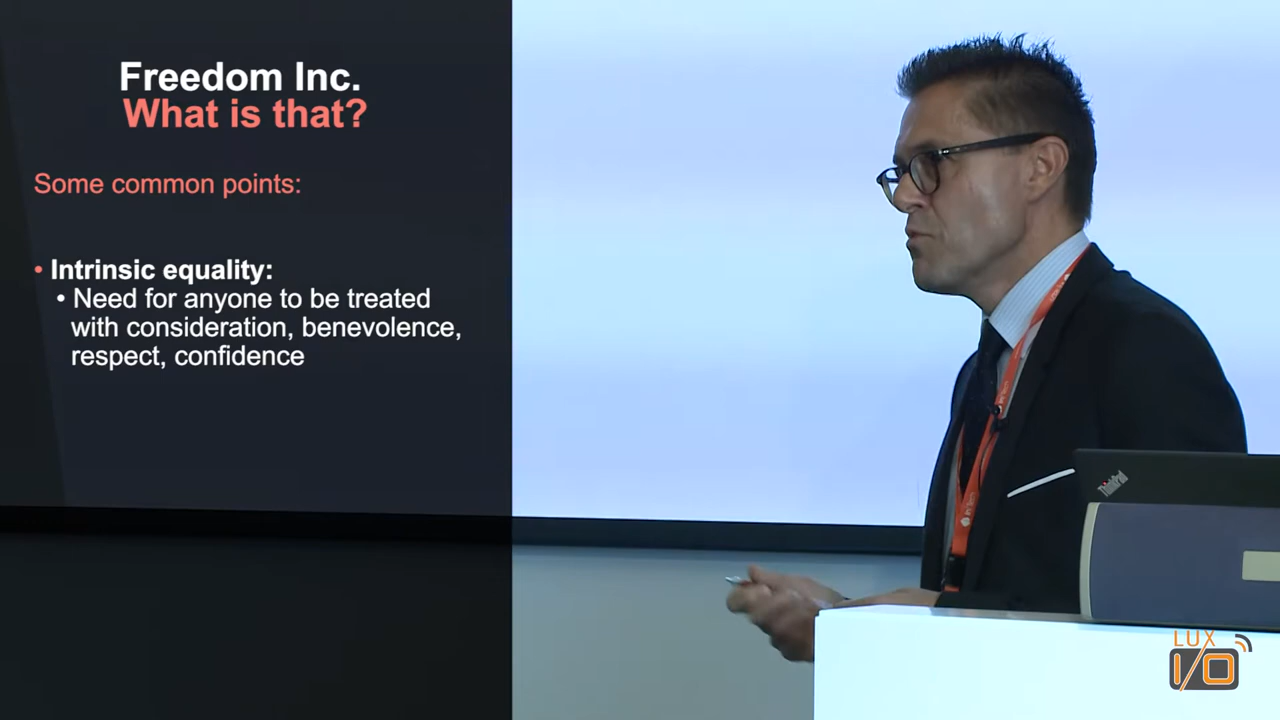 Freedom Inc.
What is that?
Some common points:
• Intrinsic equality:
• Need for anyone to be treated
with consideration, benevolence,
respect, confidence
ThinkPad
LUX
I/O